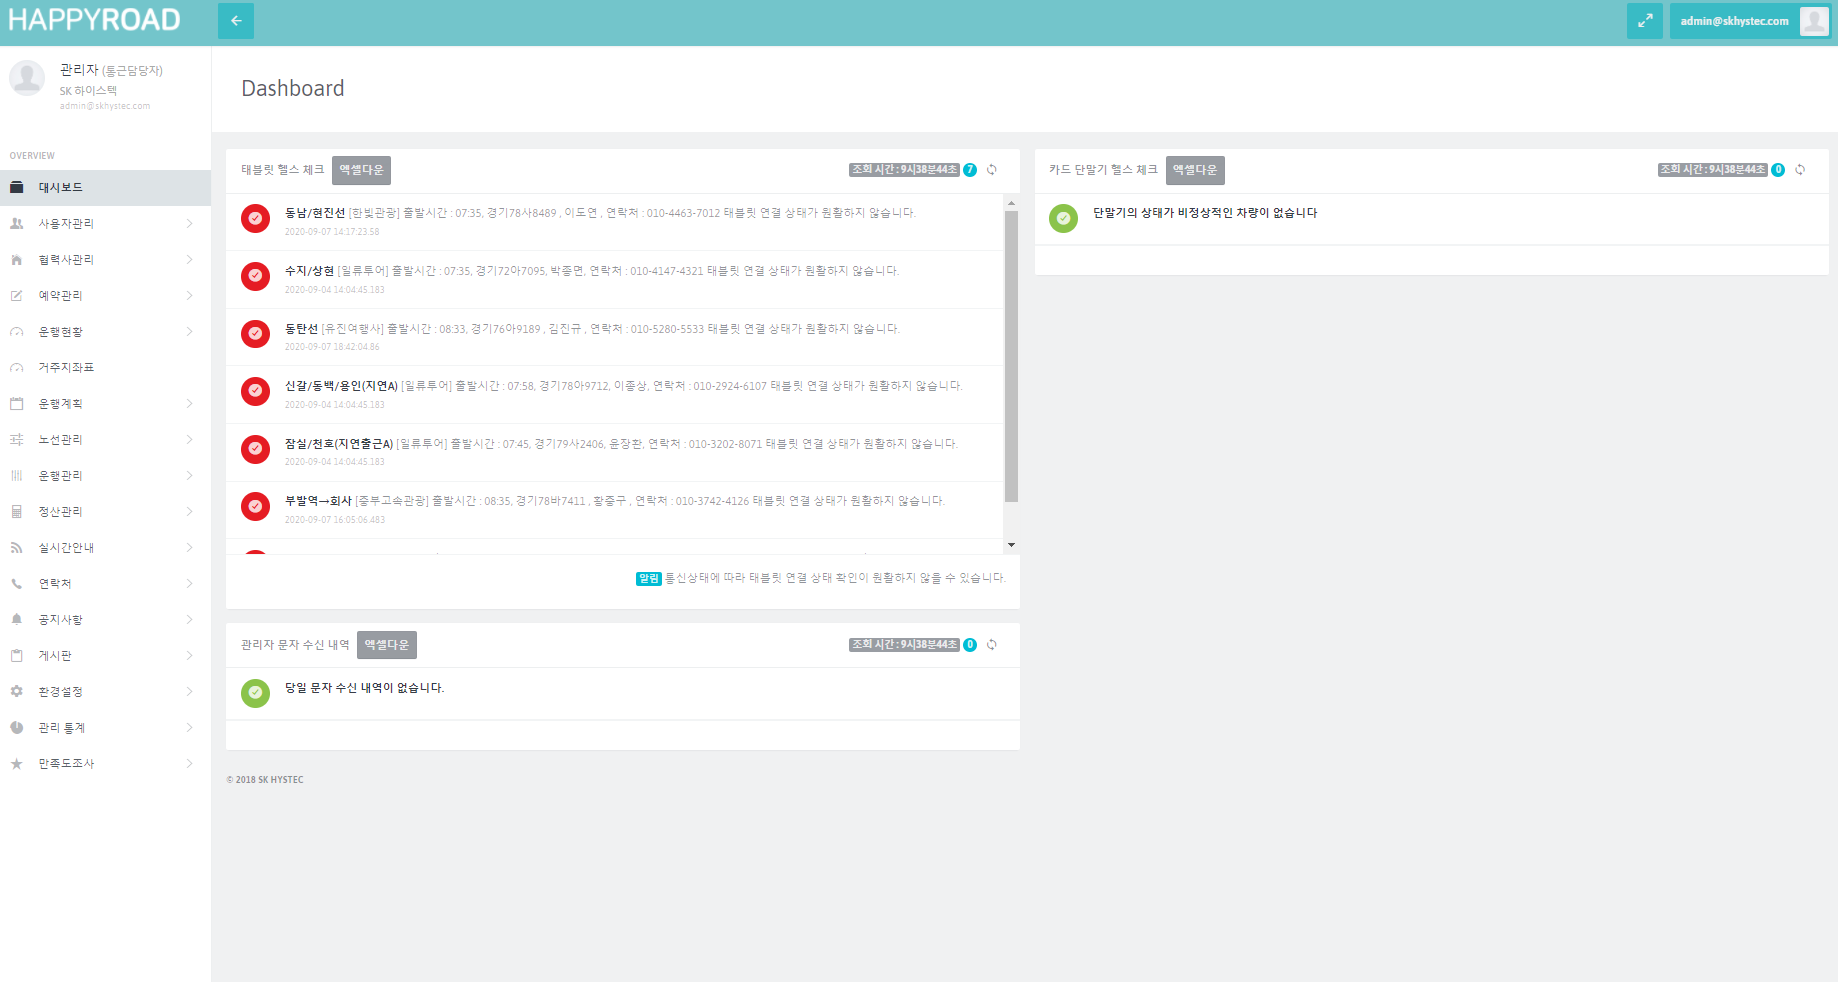 HAPPYROAD
admin@skhystec.com
관리자 (통근담당자)
SK 하이스텍
admin@skhystec.com
OVERVIEW
대시보드
사용자관리
협력사관리
예약관리
운행현황
거주지좌표
운행계획
노선관리
운행관리
정산관리
실시간안내
연락처
공지사항
게시판
환경설정
관리 통계
만족도조사
Dashboard
태블릿 헬스 체크 엑셀다운 조회 시간 : 9시38분44초 7
동남/현진선 [한빛관광] 출발시간 : 07:35, 경기78사8489 , 이도연 , 연락처 : 010-4463-7012 태블릿 연결 상태가 원활하지 않습니다.
2020-09-07 14:17:23.58
수지/상현 [일류투어] 출발시간 : 07:35, 경기72아7095, 박종면, 연락처 : 010-4147-4321 태블릿 연결 상태가 원활하지 않습니다.
2020-09-04 14:04:45.183
동탄선 [유진여행사] 출발시간 : 08:33, 경기76아9189 , 김진규 , 연락처 : 010-5280-5533 태블릿 연결 상태가 원활하지 않습니다.
2020-09-07 18:42:04.86
신갈/동백/용인(지연A) [일류투어] 출발시간 : 07:58, 경기78아9712, 이종상, 연락처 : 010-2924-6107 태블릿 연결 상태가 원활하지 않습니다.
2020-09-04 14:04:45.183
잠실/천호(지연출근A) [일류투어] 출발시간 : 07:45, 경기79사2406, 윤장환, 연락처 : 010-3202-8071 태블릿 연결 상태가 원활하지 않습니다.
2020-09-04 14:04:45.183
부발역→회사 [중부고속관광] 출발시간 : 08:35, 경기78바7411 , 황중구 , 연락처 : 010-3742-4126 태블릿 연결 상태가 원활하지 않습니다.
2020-09-07 16:05:06.483
알림 통신상태에 따라 태블릿 연결 상태 확인이 원활하지 않을 수 있습니다.
관리자 문자 수신 내역 엑셀다운 조회 시간 : 9시38분44초 0
당일 문자 수신 내역이 없습니다.
© 2018 SK HYSTEC
카드 단말기 헬스 체크 엑셀다운 조회 시간 : 9시38분44초 0
단말기의 상태가 비정상적인 차량이 없습니다